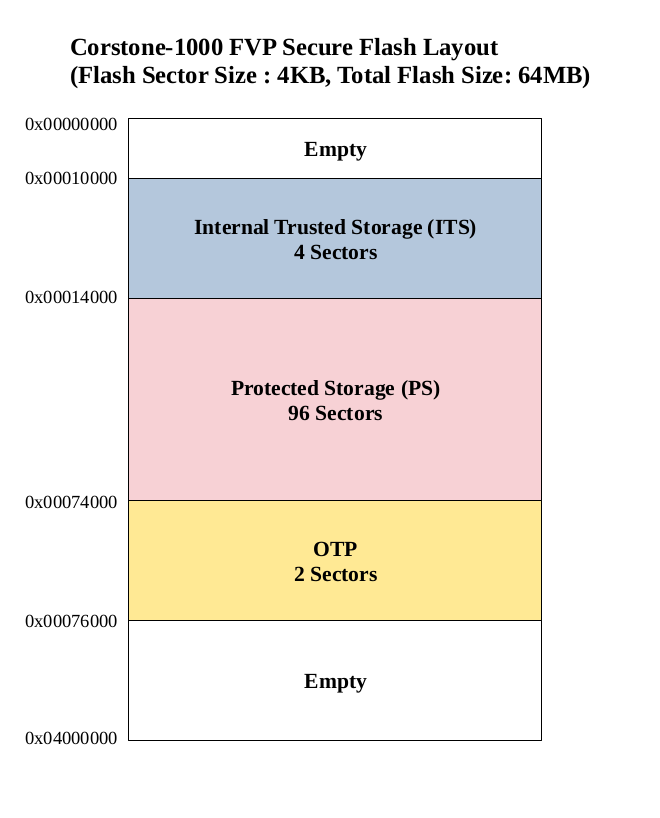 Corstone-1000 FVP Secure Flash Layout
(Flash Sector Size : 4KB, Total Flash Size: 64MB)
0x00000000
Empty
0x00010000
Internal Trusted Storage (ITS)
4 Sectors
0x00014000
Protected Storage (PS)
96 Sectors
0x00074000
OTP
2 Sectors
0x00076000
Empty
0x04000000